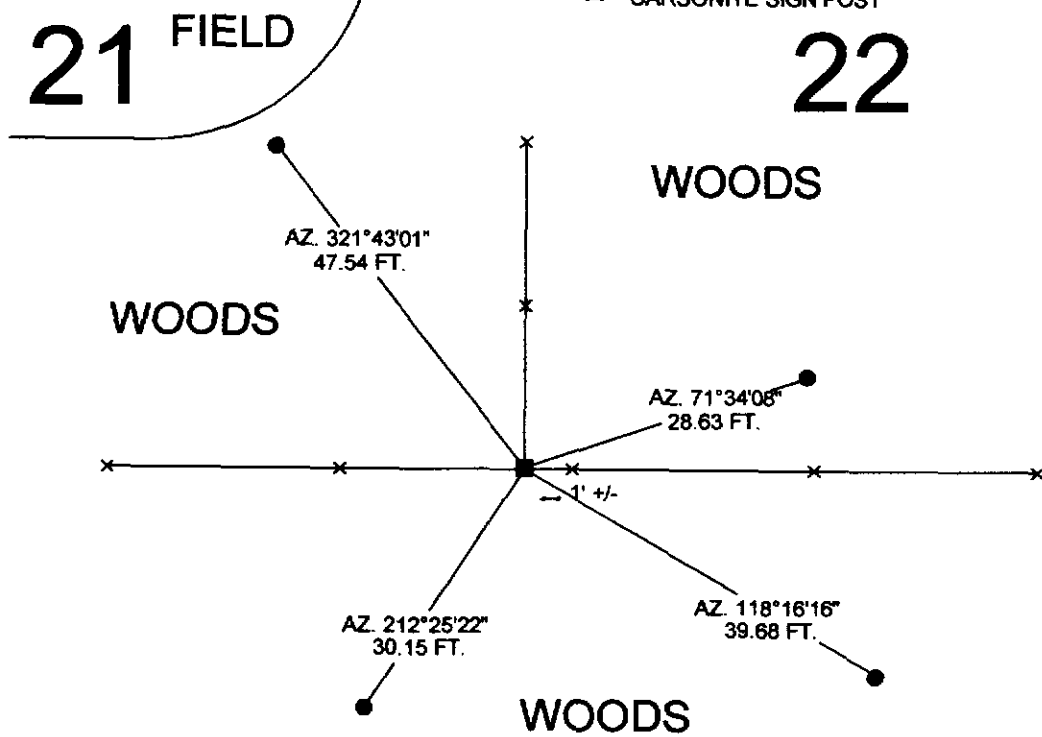 CARSONITE SIGN POST
21 FIELD
22
WOODS
AZ. 321°43'01"
47.54 FT.
WOODS
AZ. 71°34'08"
28.63 FT.
1' +/-
AZ. 212°25'22"
30.15 FT.
AZ. 118°16'16"
39.68 FT.
WOODS